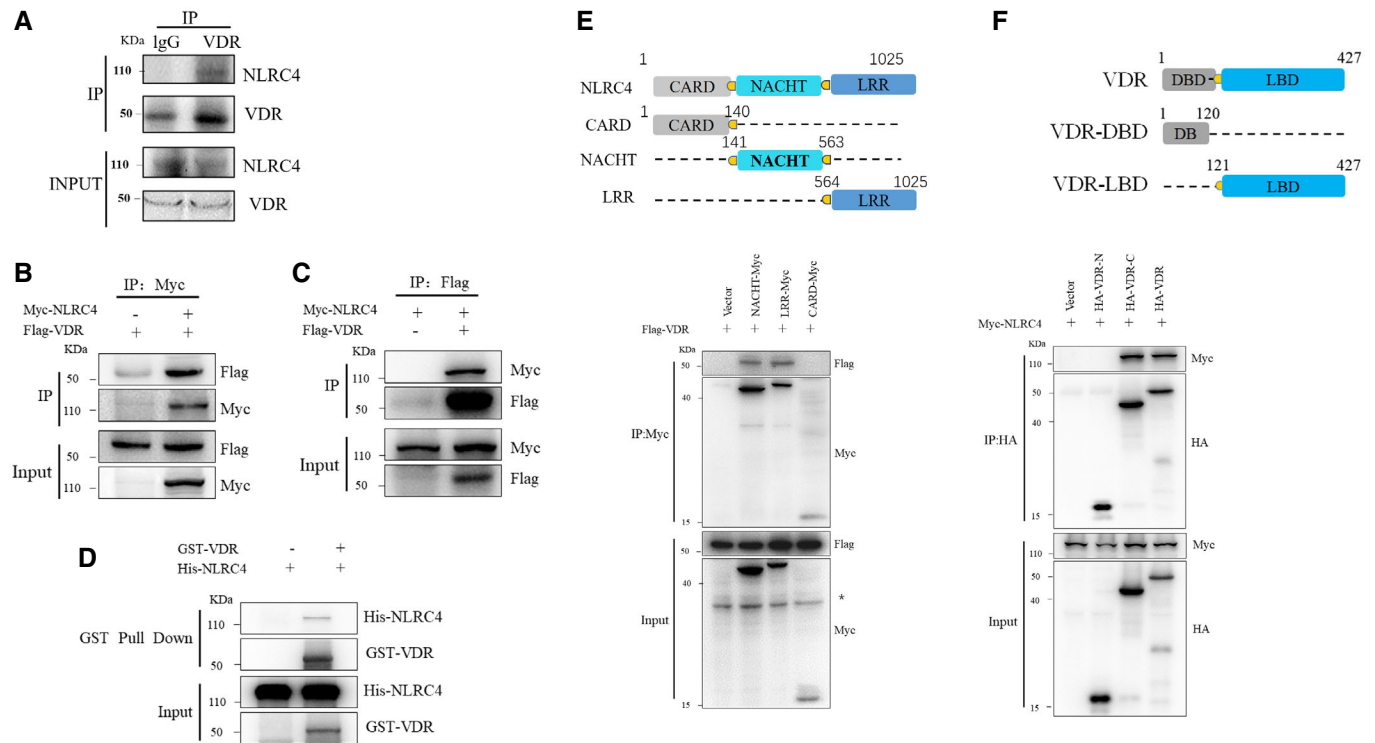 A
IP
KDa IgG VDR
IP
110
NLRC4
50
VDR
INPUT
110
NLRC4
50
VDR
B
IP: Myc
Myc-NLRC4 - +
Flag-VDR + +
KDa
IP
50
Flag
110
Myc
Input
50
Flag
110
Myc
C
IP: Flag
Myc-NLRC4 + +
Flag-VDR - +
KDa
IP
110
Myc
50
Flag
Input
110
Myc
50
Flag
D
GST-VDR - +
His-NLRC4 + +
KDa
GST Pull Down
110
His-NLRC4
50
GST-VDR
Input
110
His-NLRC4
50
GST-VDR
E
1 1025
NLRC4 CARD NACHT LRR
1 140
CARD CARD
141 563
NACHT NACHT
564 1025
LRR LRR
Vector
NACHT-Myc
LRR-Myc
CARD-Myc
Flag-VDR + + + +
KDa
50
Flag
40
IP:Myc
Myc
15
50
Flag
40
*
Input
Myc
15
F
1 427
VDR DBD LBD
1 120
VDR-DBD DB
121 427
VDR-LBD LBD
Vector
HA-VDR-N
HA-VDR-C
HA-VDR
Myc-NLRC4 + + + +
KDa
110
Myc
50
40
IP:HA
HA
15
110
Myc
50
40
Input
HA
15